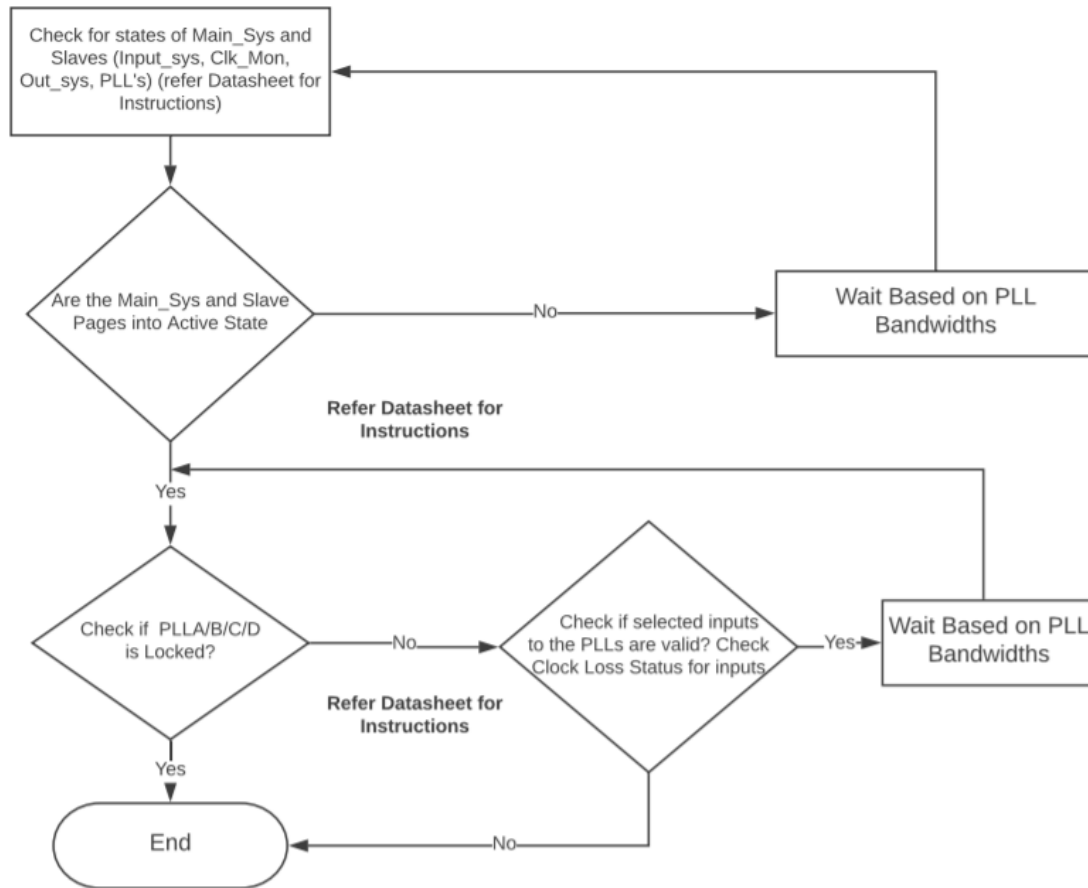 Check for states of Main_Sys and
Slaves (Input_sys, Clk_Mon,
Out_sys, PLL's) (refer Datasheet for
Instructions)
Are the Main_Sys and Slave
Pages into Active State
No
Wait Based on PLL
Bandwidths
Refer Datasheet for
Instructions
Yes
Check if PLLA/B/C/D
is Locked?
No
Check if selected inputs
to the PLLs are valid? Check
Clock Loss Status for inputs
Yes
Wait Based on PLL
Bandwidths
Refer Datasheet for
Instructions
Yes
End
No